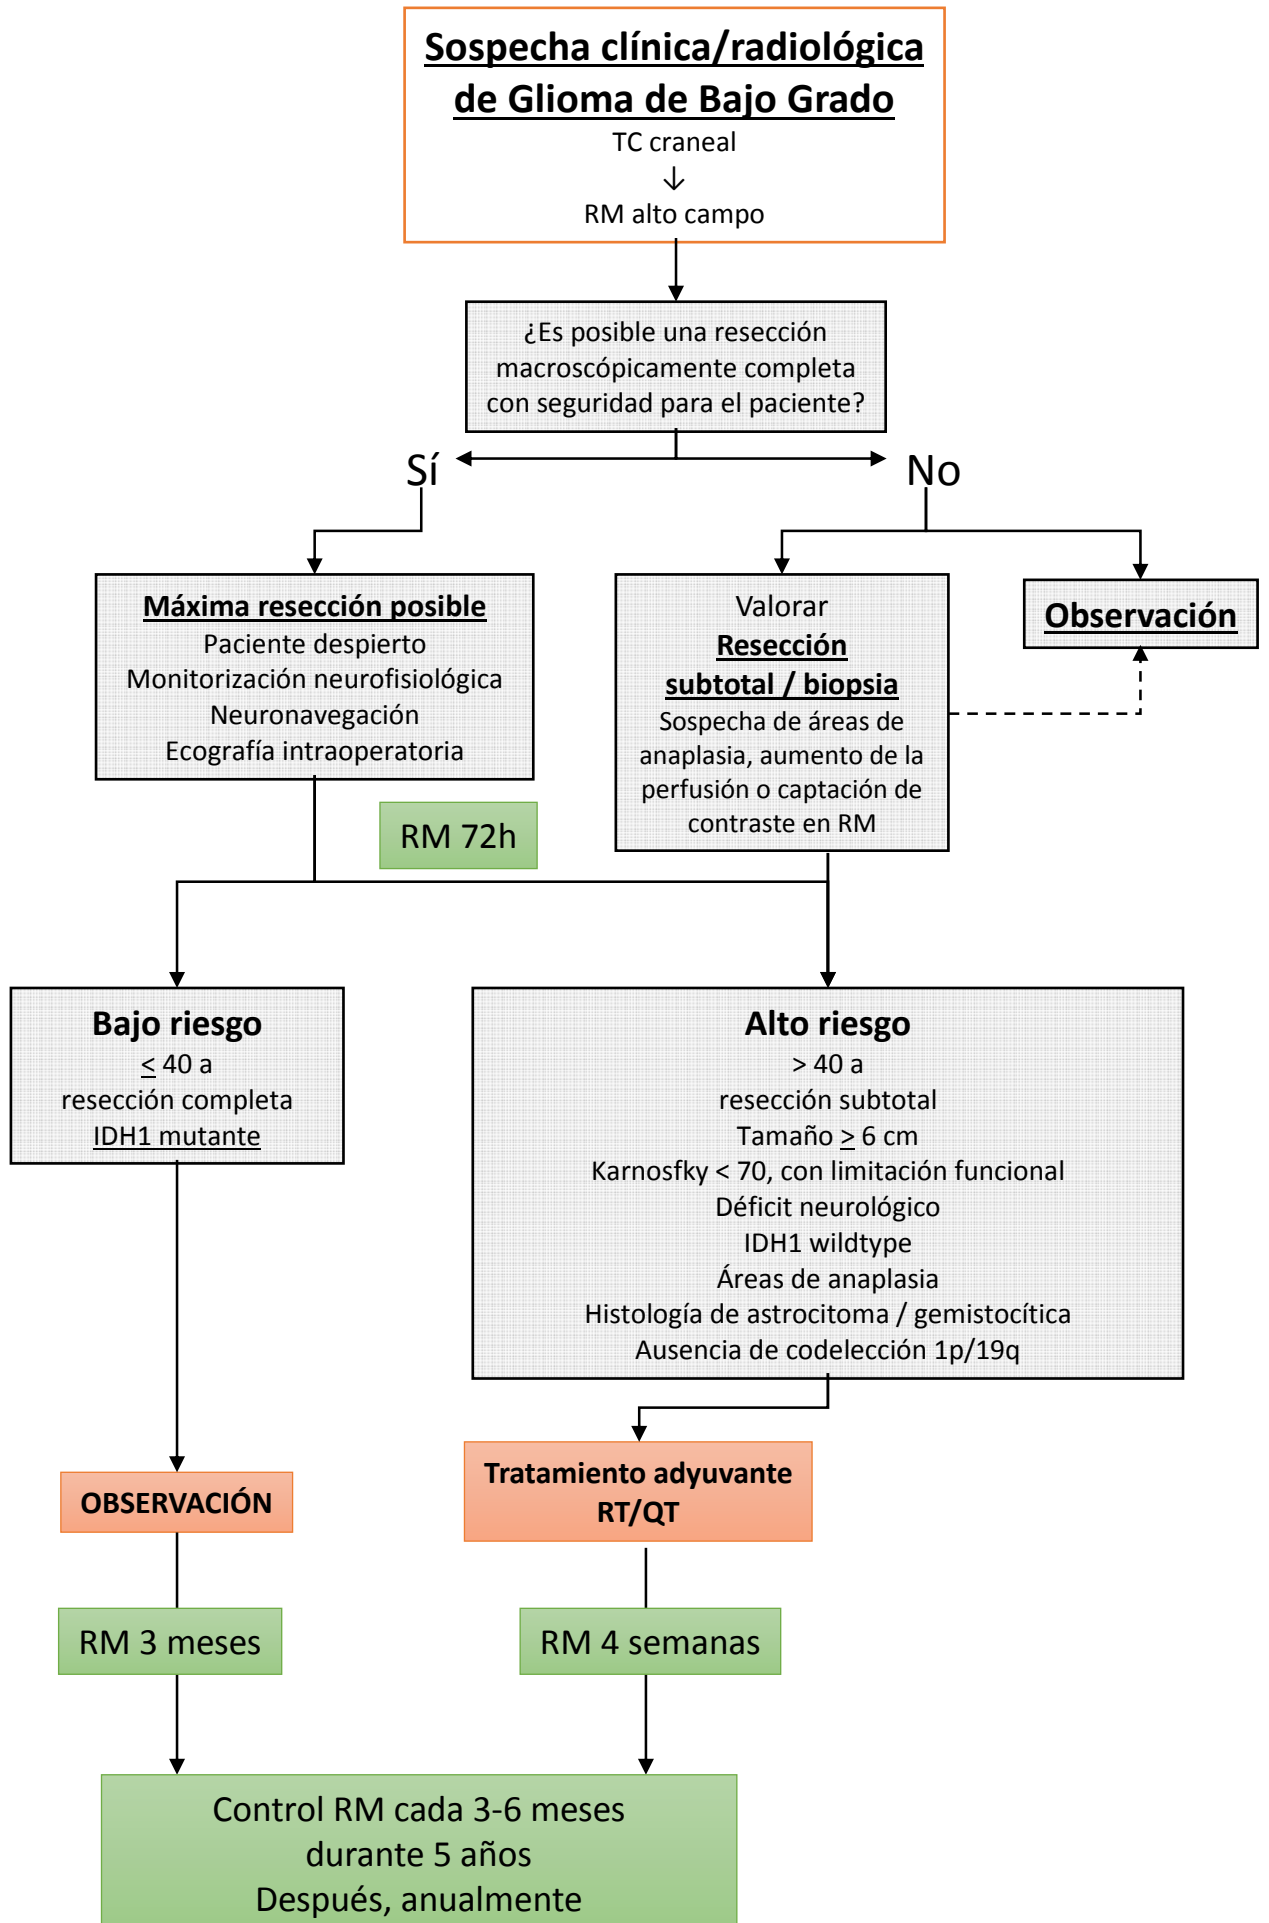 Sospecha clínica/radiológica
de Glioma de Bajo Grado
TC craneal
↓
RM alto campo
¿Es posible una resección
macroscópicamente completa
con seguridad para el paciente?
Sí
No
Máxima resección posible
Paciente despierto
Monitorización neurofisiológica
Neuronavegación
Ecografía intraoperatoria
Valorar
Resección
subtotal / biopsia
Sospecha de áreas de
anaplasia, aumento de la
perfusión o captación de
contraste en RM
Observación
RM 72h
Bajo riesgo
≤ 40 a
resección completa
IDH1 mutante
Alto riesgo
> 40 a
resección subtotal
Tamaño ≥ 6 cm
Karnosfky < 70, con limitación funcional
Déficit neurológico
IDH1 wildtype
Áreas de anaplasia
Histología de astrocitoma / gemistocítica
Ausencia de codelección 1p/19q
OBSERVACIÓN
Tratamiento adyuvante
RT/QT
RM 3 meses
RM 4 semanas
Control RM cada 3-6 meses
durante 5 años
Después, anualmente